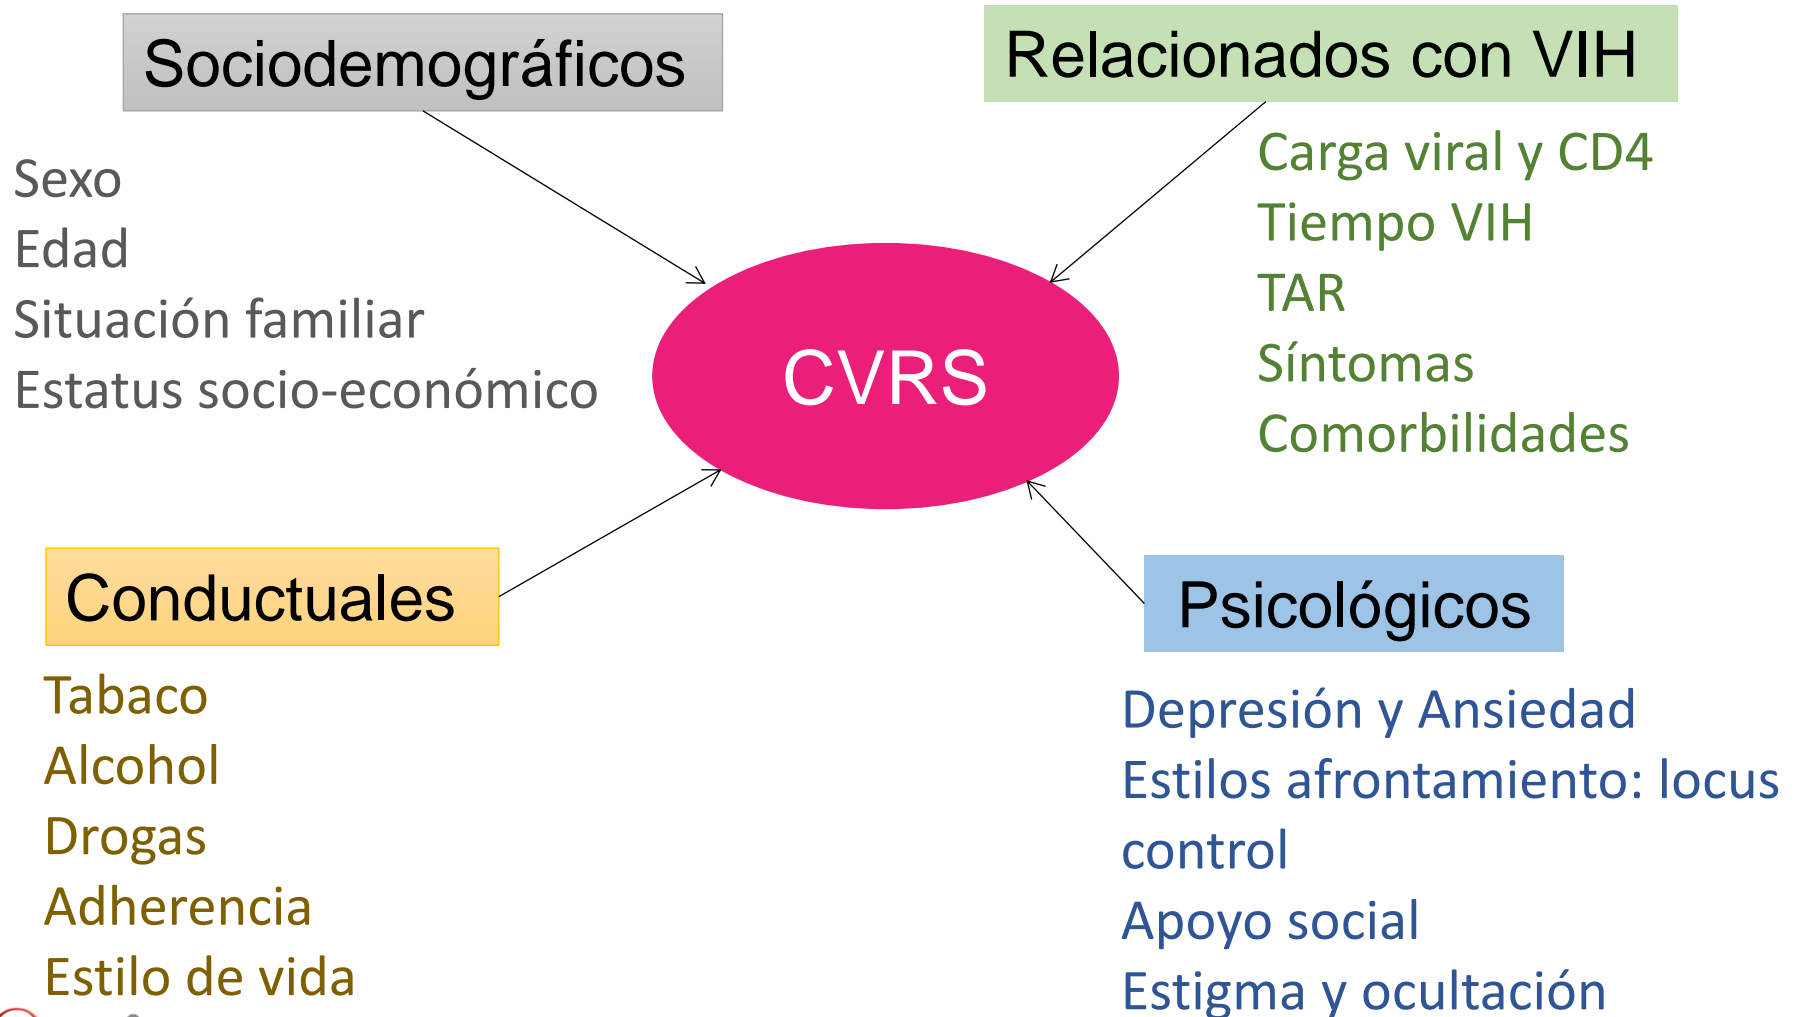 Sociodemográficos
Sexo
Edad
Situación familiar
Estatus socio-económico
Relacionados con VIH
Carga viral y CD4
Tiempo VIH
TAR
Síntomas
Comorbilidades
CVRS
Conductuales
Tabaco
Alcohol
Drogas
Adherencia
Estilo de vida
Psicológicos
Depresión y Ansiedad
Estilos afrontamiento: locus
control
Apoyo social
Estigma y ocultación